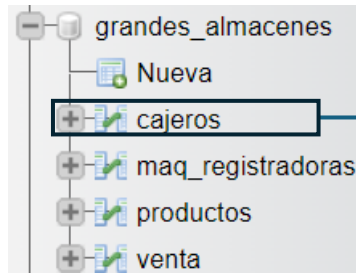 grandes_almacenes
Nueva
cajeros
maq_registradoras
productos
venta